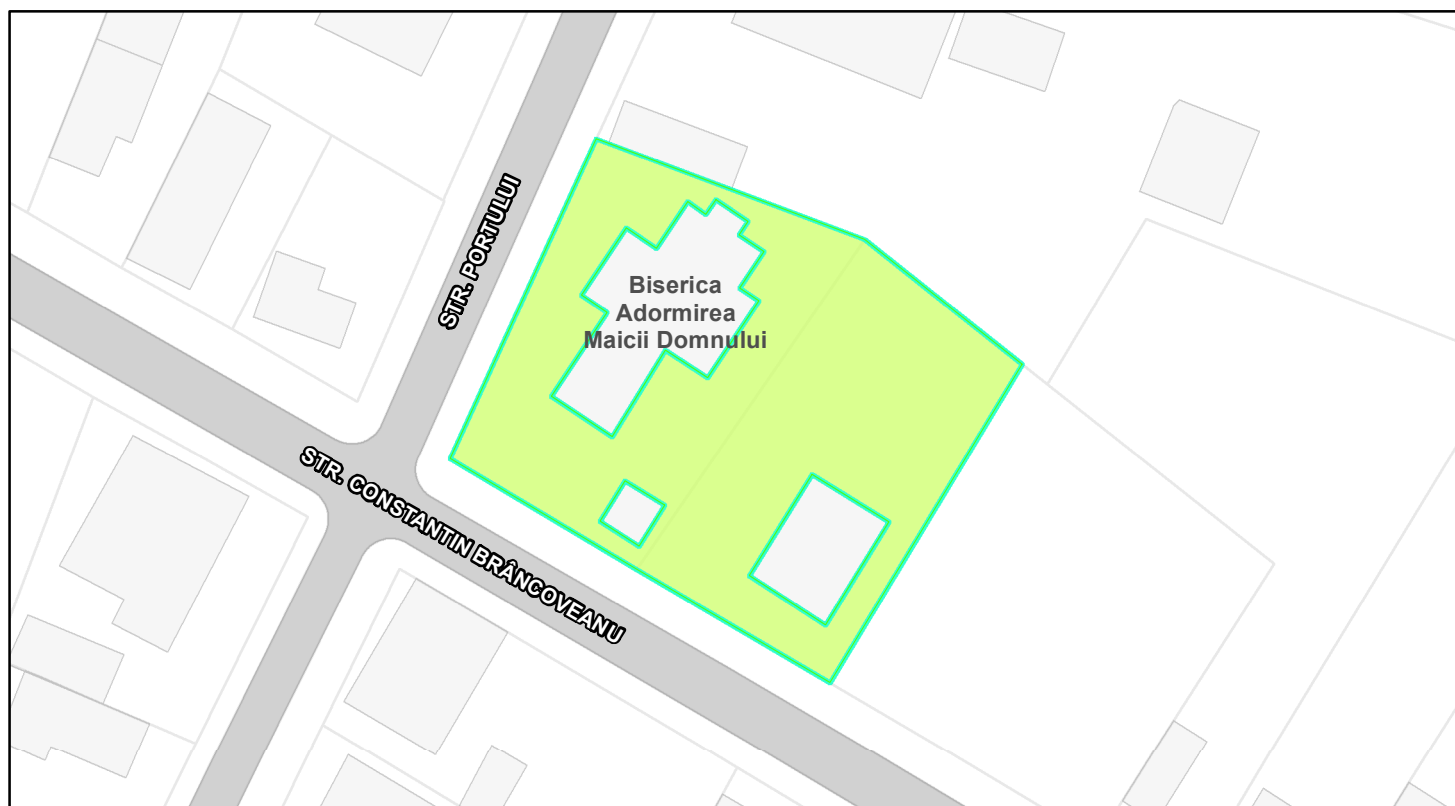 STR. PORTULUI
Biserica
Adormirea
Maicii Domnului
STR. CONSTANTIN BRÂNCOVEANU